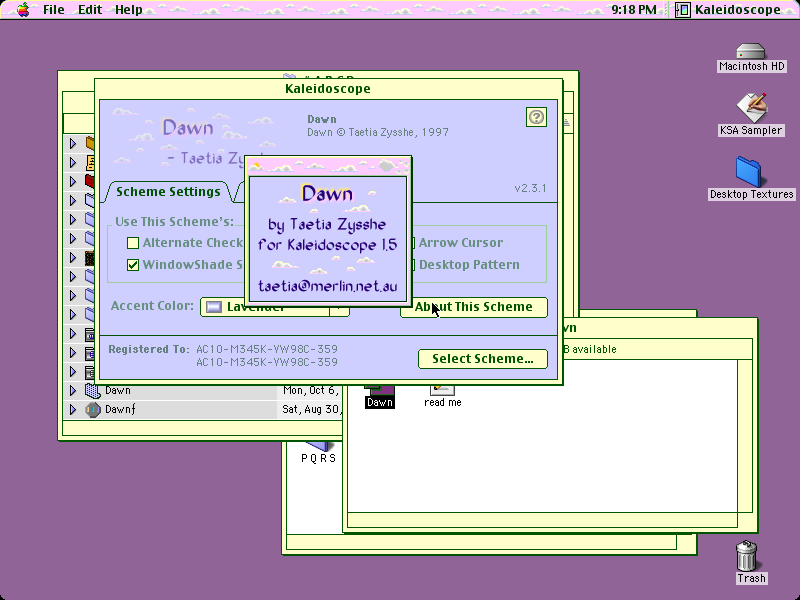 File Edit Help
9:18 PM
Kaleidoscope
Macintosh HD
KSA Sampler
Desktop Textures
Kaleidoscope
Dawn
- Taetia Zy
Dawn
Dawn © Taetia Zysshe, 1997
v2.3.1
Scheme Settings
Use This Scheme's:
Alternate Check
Arrow Cursor
WindowShade S
Desktop Pattern
Accent Color:
Lavender
About This Scheme
Registered To:
AC10-M345K-VW98C-359
AC10-M345K-VW98C-359
Select Scheme...
Dawn
by Taetia Zysshe
for Kaleidoscope 1.5
taetia@merlin.net.au
wn
B available
Dawn
Mon, Oct 6,
Dawnf
Sat, Aug 30,
Dawn
read me
P Q R S
Trash